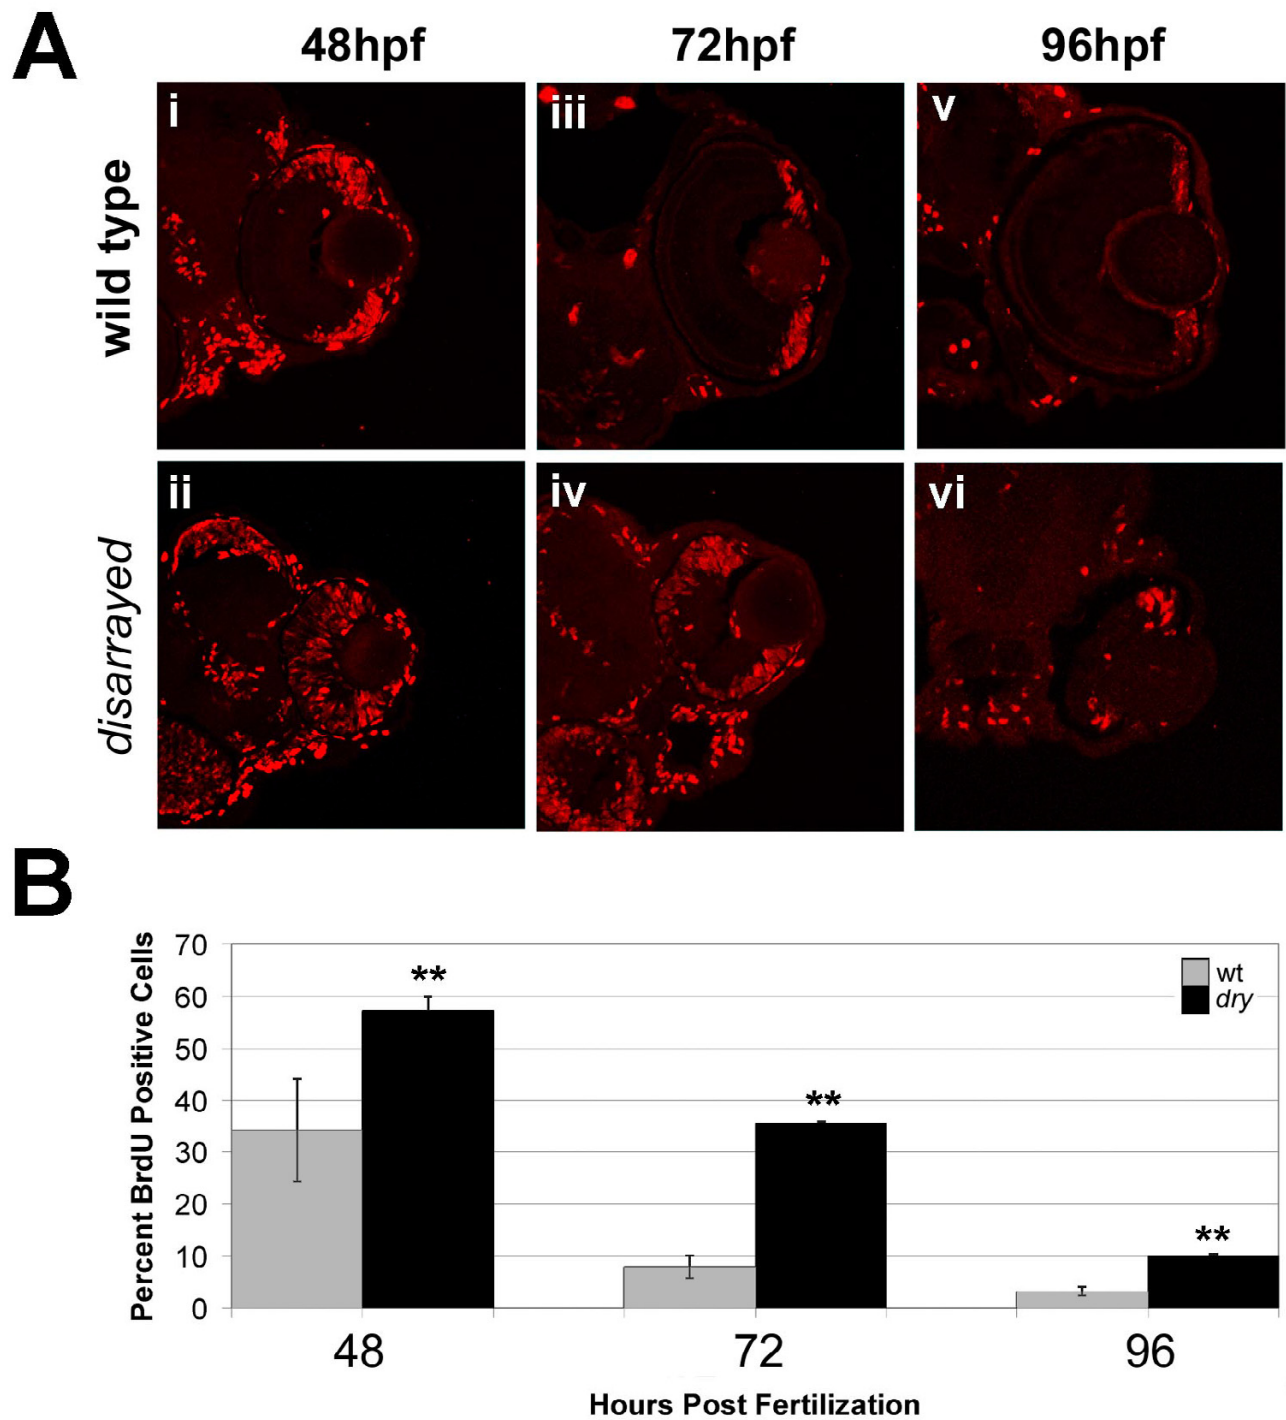 A
48hpf 72hpf 96hpf
wild type
i iii v
disarrayed
ii iv vi
B
Percent BrdU Positive Cells
70
60
50
40
30
20
10
0
** ** **
wt
dry
48 72 96
Hours Post Fertilization